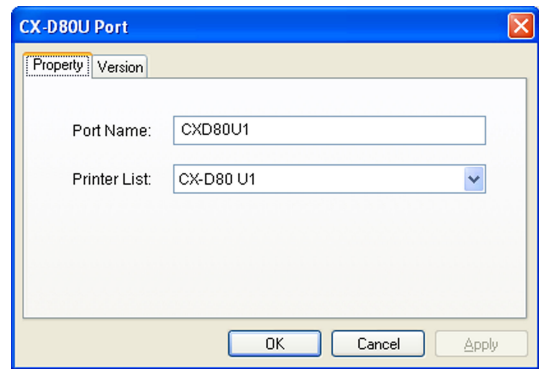 CX-D80U Port
Property Version
Port Name: CXD80U1
Printer List: CX-D80 U1
OK Cancel Apply